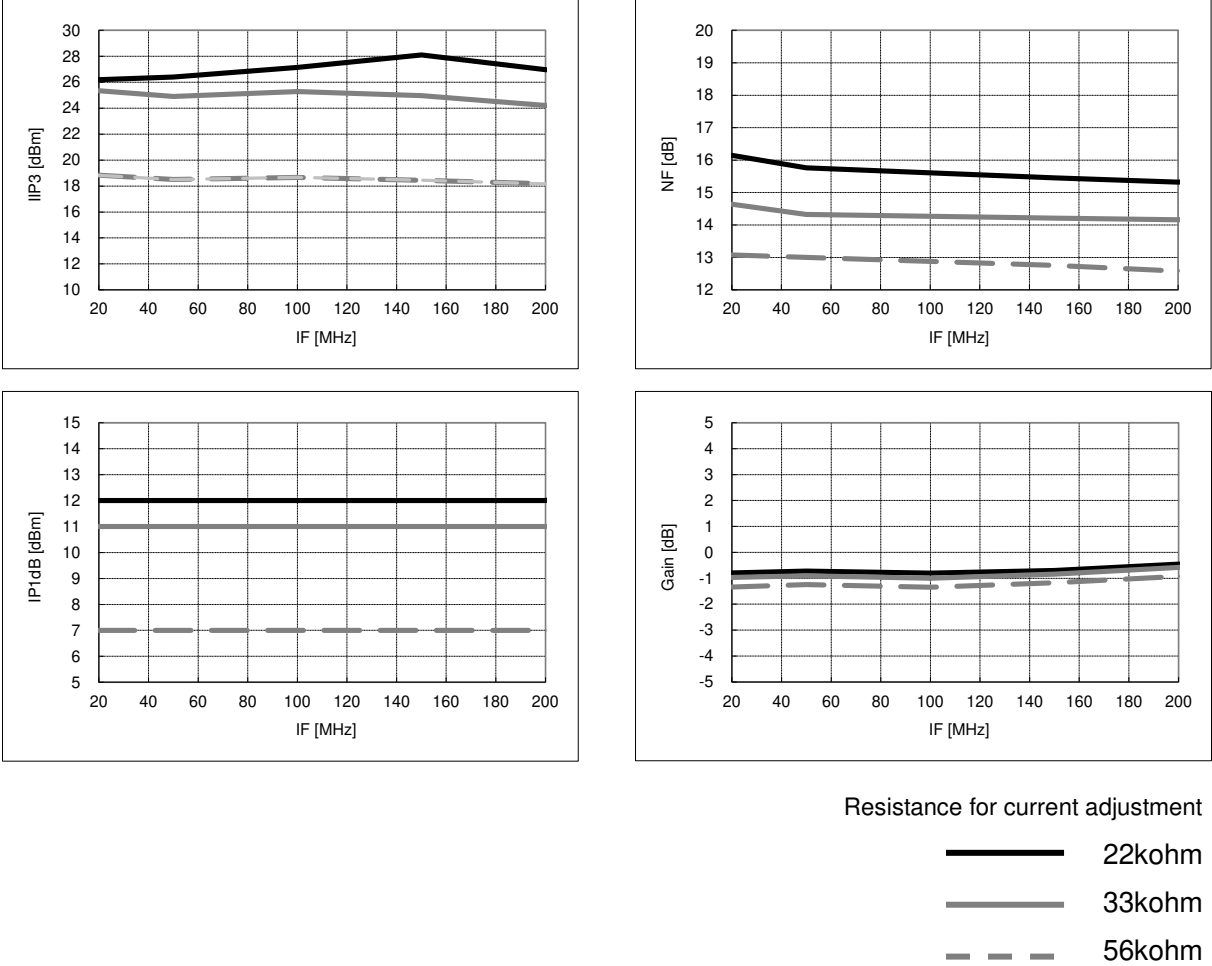 30
28
26
24
22
20
18
16
14
12
10
IIP3 [dBm]
20 40 60 80 100 120 140 160 180 200
IF [MHz]
20
19
18
17
16
15
14
13
12
NF [dB]
20 40 60 80 100 120 140 160 180 200
IF [MHz]
15
14
13
12
11
10
9
8
7
6
5
IP1dB [dBm]
20 40 60 80 100 120 140 160 180 200
IF [MHz]
5
4
3
2
1
0
-1
-2
-3
-4
-5
Gain [dB]
20 40 60 80 100 120 140 160 180 200
IF [MHz]
Resistance for current adjustment
22kohm
33kohm
56kohm